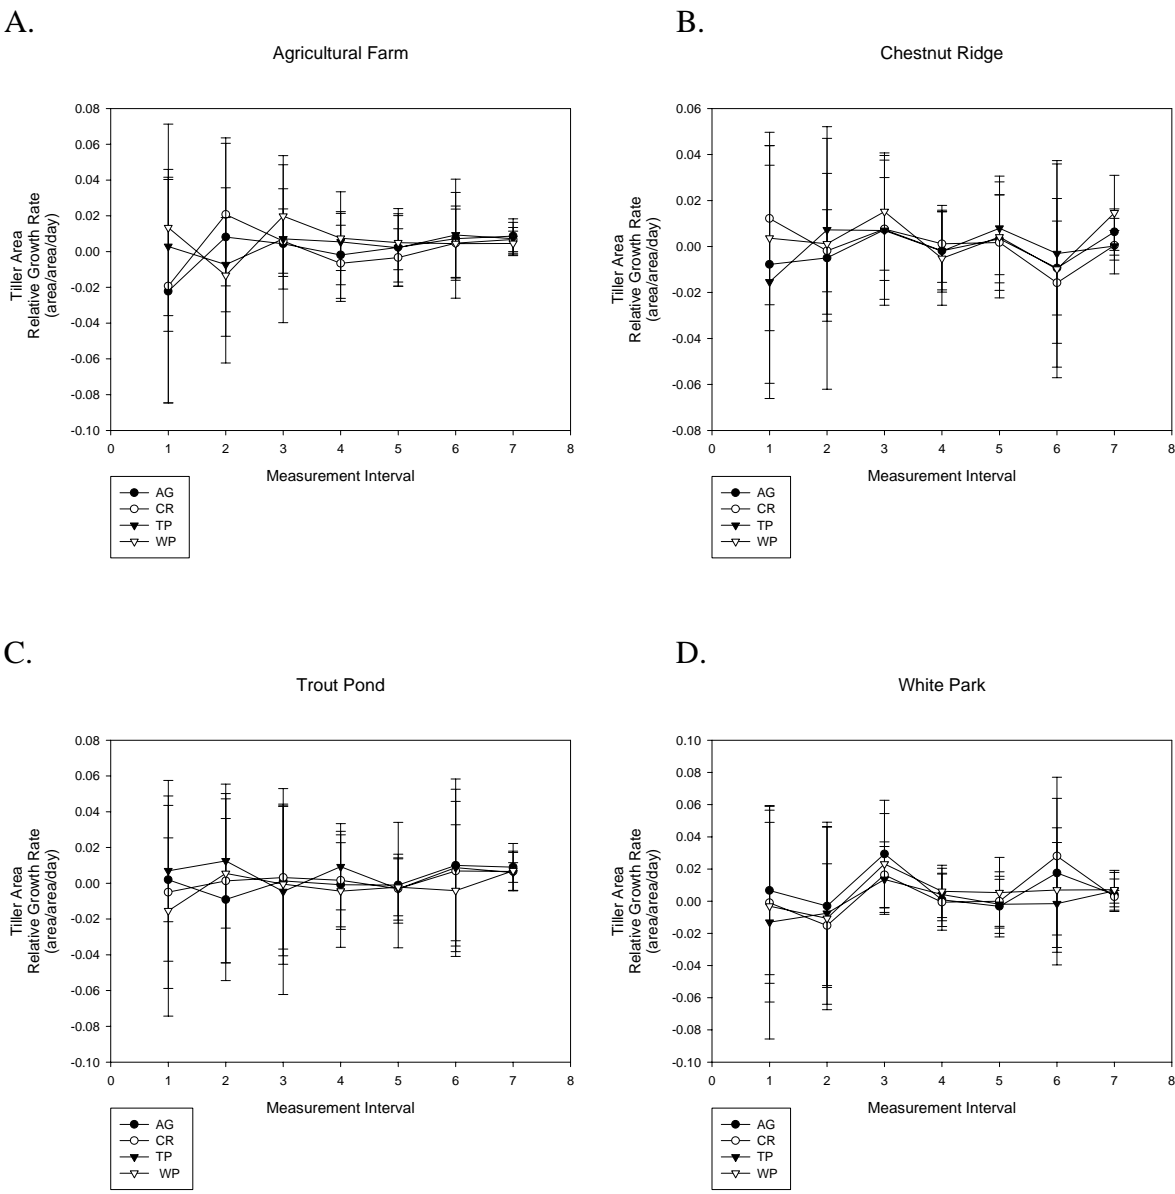 A.
Agricultural Farm
0.08
0.06
0.04
0.02
0.00
-0.02
-0.04
-0.06
-0.08
-0.10
Tiller Area
Relative Growth Rate
(area/area/day)
0 1 2 3 4 5 6 7 8
Measurement Interval
AG
CR
TP
WP
B.
Chestnut Ridge
0.06
0.04
0.02
0.00
-0.02
-0.04
-0.06
-0.08
Tiller Area
Relative Growth Rate
(area/area/day)
0 1 2 3 4 5 6 7 8
Measurement Interval
AG
CR
TP
WP
C.
Trout Pond
0.08
0.06
0.04
0.02
0.00
-0.02
-0.04
-0.06
-0.08
-0.10
Tiller Area
Relative Growth Rate
(area/area/day)
0 1 2 3 4 5 6 7 8
Measurement Interval
AG
CR
TP
WP
D.
White Park
0.10
0.08
0.06
0.04
0.02
0.00
-0.02
-0.04
-0.06
-0.08
-0.10
Tiller Area
Relative Growth Rate
(area/area/day)
0 1 2 3 4 5 6 7 8
Measurement Interval
AG
CR
TP
WP